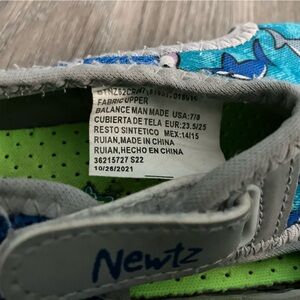 FABRIC UPPER
BALANCE MAN MADE USA:7/8
CUBIERTA DE TELA EUR:23.5/25
RESTO SINTETICO MEX:14/15
RUIAN, MADE IN CHINA
RUIAN, HECHO EN CHINA
36215727 S22
10/26/2021
Newtz